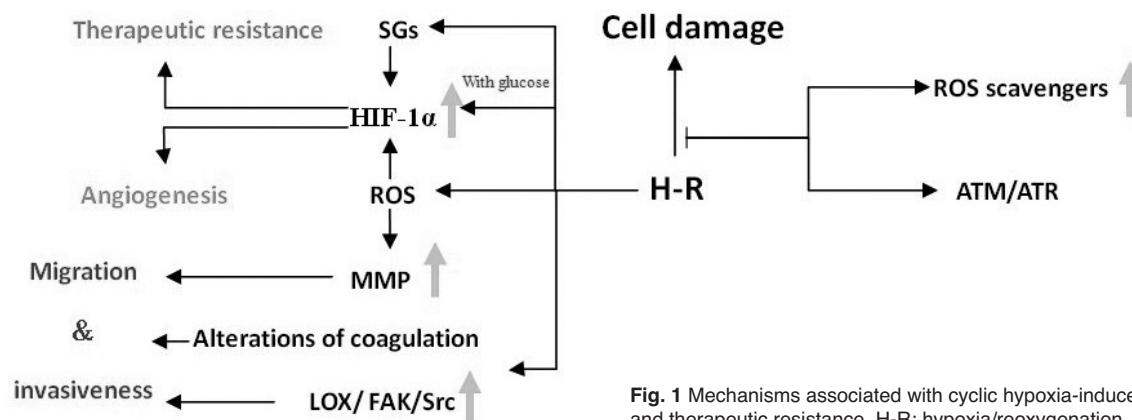 Therapeutic resistance
SGs
Cell damage
With glucose
ROS scavengers
HIF-1α
Angiogenesis
ROS
H-R
ATM/ATR
Migration
MMP
&
Alterations of coagulation
invasiveness
LOX/ FAK/Src
Fig. 1 Mechanisms associated with cyclic hypoxia-induce
and therapeutic resistance. H-R: hypoxia/reoxygenation